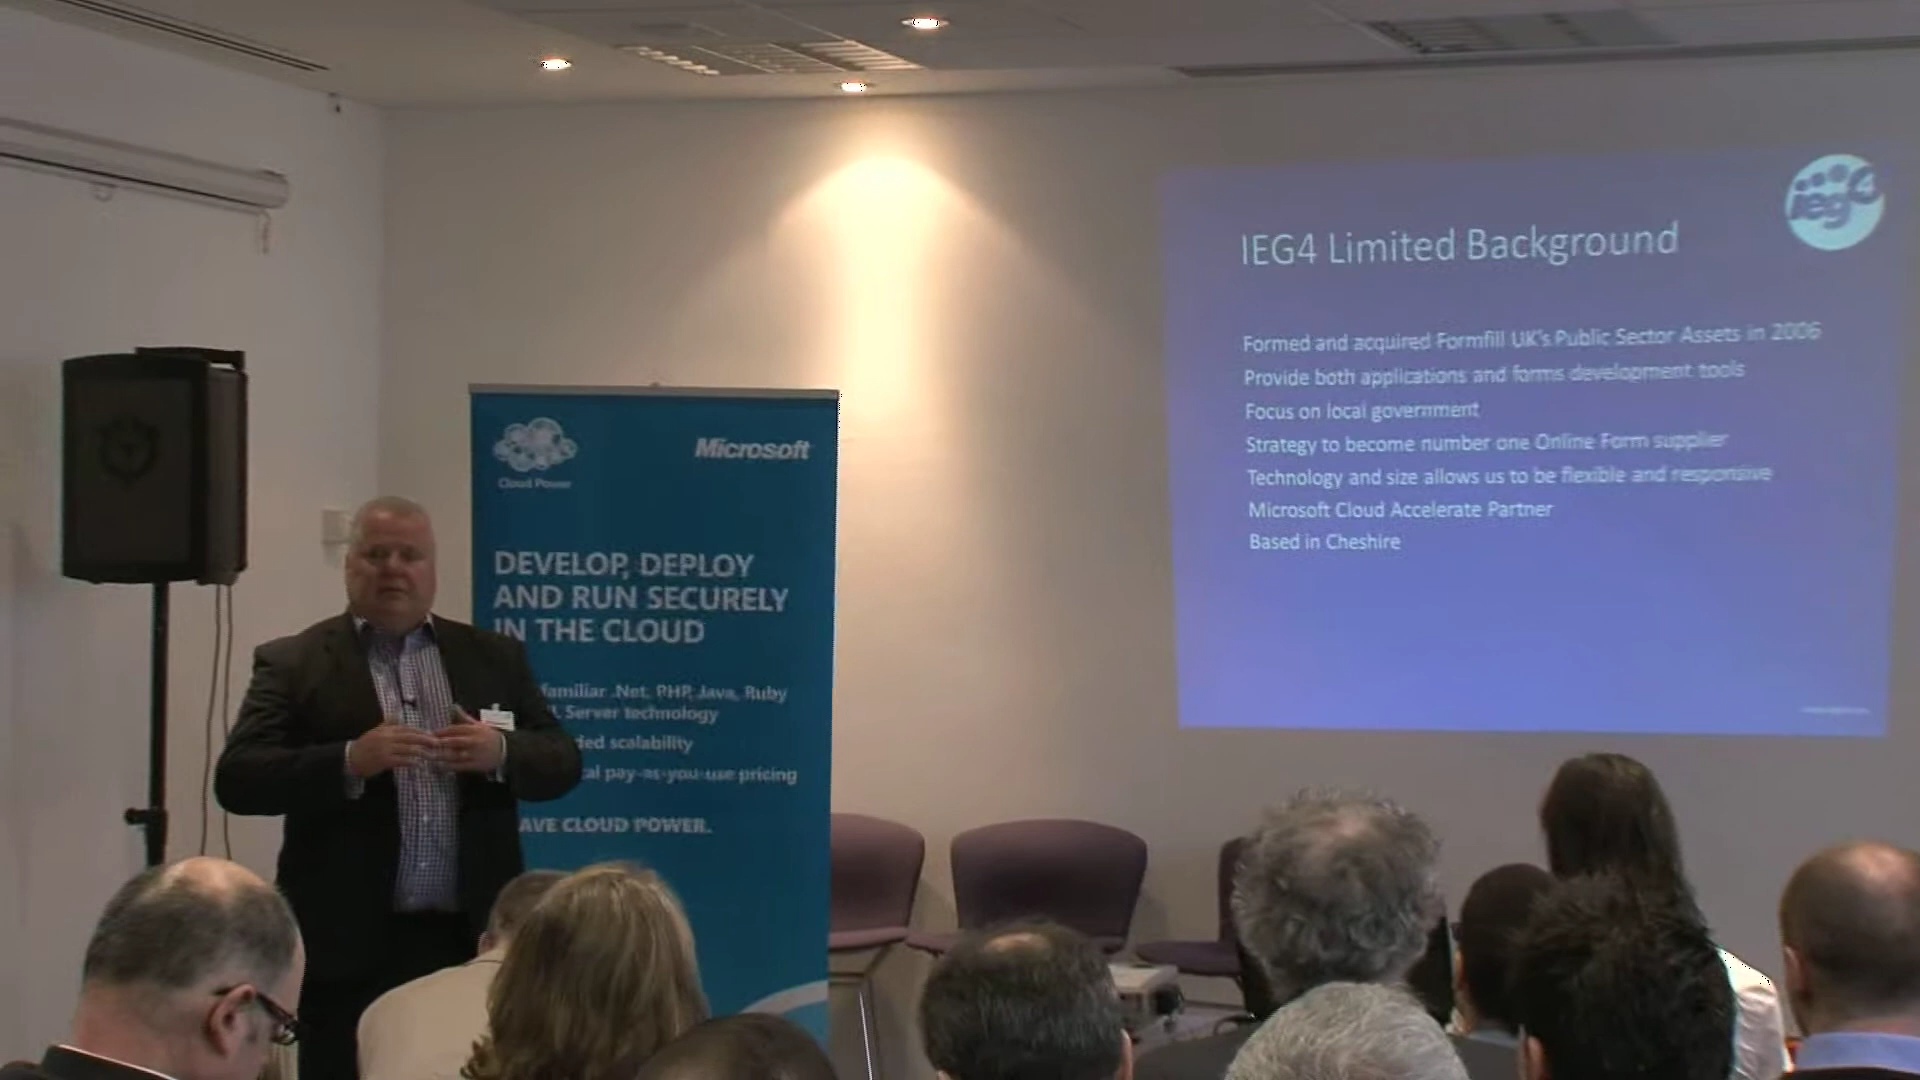 Cloud Power
Microsoft
DEVELOP, DEPLOY
AND RUN SECURELY
IN THE CLOUD
familiar .Net, PHP, Java, Ruby
Server technology
scalability
pay-as-you-use pricing
CLOUD POWER.
ieg4
IEG4 Limited Background
Formed and acquired Formfill UK's Public Sector Assets in 2006
Provide both applications and forms development tools
Focus on local government
Strategy to become number one Online Form supplier
Technology and size allows us to be flexible and responsive
Microsoft Cloud Accelerate Partner
Based in Cheshire